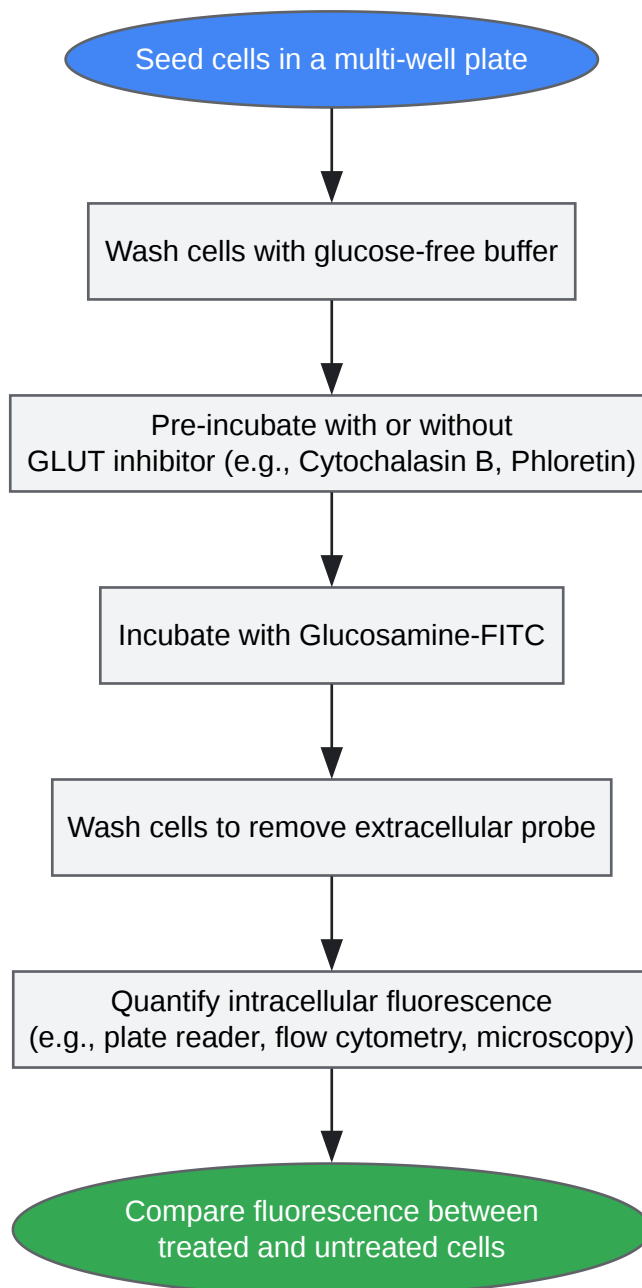 Seed cells in a multi-well plate
Wash cells with glucose-free buffer
Pre-incubate with or without
GLUT inhibitor (e.g., Cytochalasin B, Phloretin)
Incubate with Glucosamine-FITC
Wash cells to remove extracellular probe
Quantify intracellular fluorescence
(e.g., plate reader, flow cytometry, microscopy)
Compare fluorescence between
treated and untreated cells